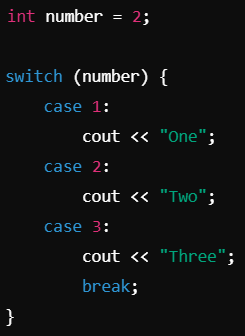 int number = 2;

switch (number) {
    case 1:
        cout << "One";
    case 2:
        cout << "Two";
    case 3:
        cout << "Three";
        break;
}